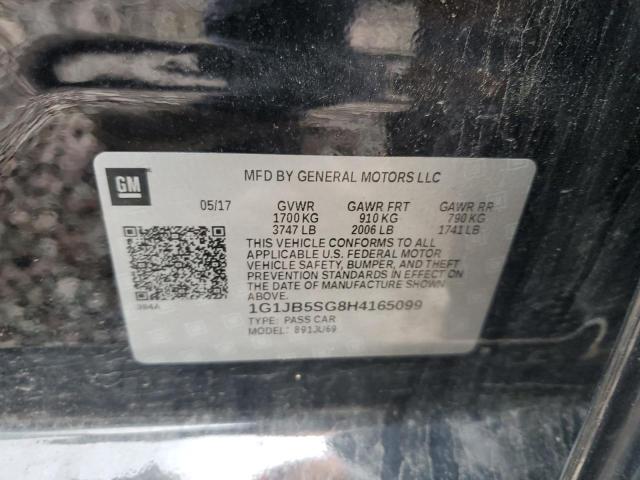 GM
MFD BY GENERAL MOTORS LLC
05/17 GVWR GAWR FRT GAWR RR
1700 KG 910 KG 790 KG
3747 LB 2006 LB 1741 LB
THIS VEHICLE CONFORMS TO ALL
APPLICABLE U.S. FEDERAL MOTOR
VEHICLE SAFETY, BUMPER, AND THEFT
PREVENTION STANDARDS IN EFFECT ON
THE DATE OF MANUFACTURE SHOWN
ABOVE.
394A 1G1JB5SG8H4165099
TYPE: PASS CAR
MODEL: 891JU69